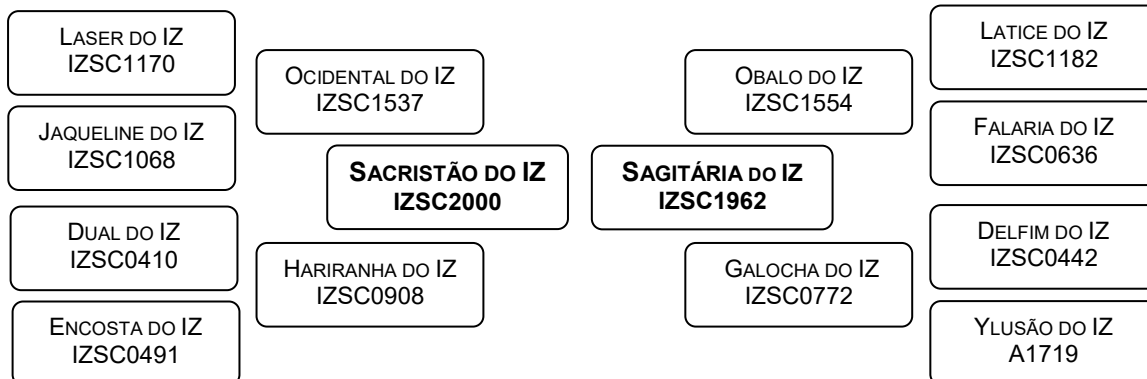 LASER DO IZ
IZSC1170
JAQUELINE DO IZ
IZSC1068
DUAL DO IZ
IZSC0410
ENCOSTA DO IZ
IZSC0491
OCIDENTAL DO IZ
IZSC1537
HARIRANHA DO IZ
IZSC0908
SACRISTÃO DO IZ
IZSC2000
SAGITÁRIA DO IZ
IZSC1962
OBALO DO IZ
IZSC1554
GALOCHA DO IZ
IZSC0772
LATICE DO IZ
IZSC1182
FALARIA DO IZ
IZSC0636
DELFIM DO IZ
IZSC0442
YLUSÃO DO IZ
A1719